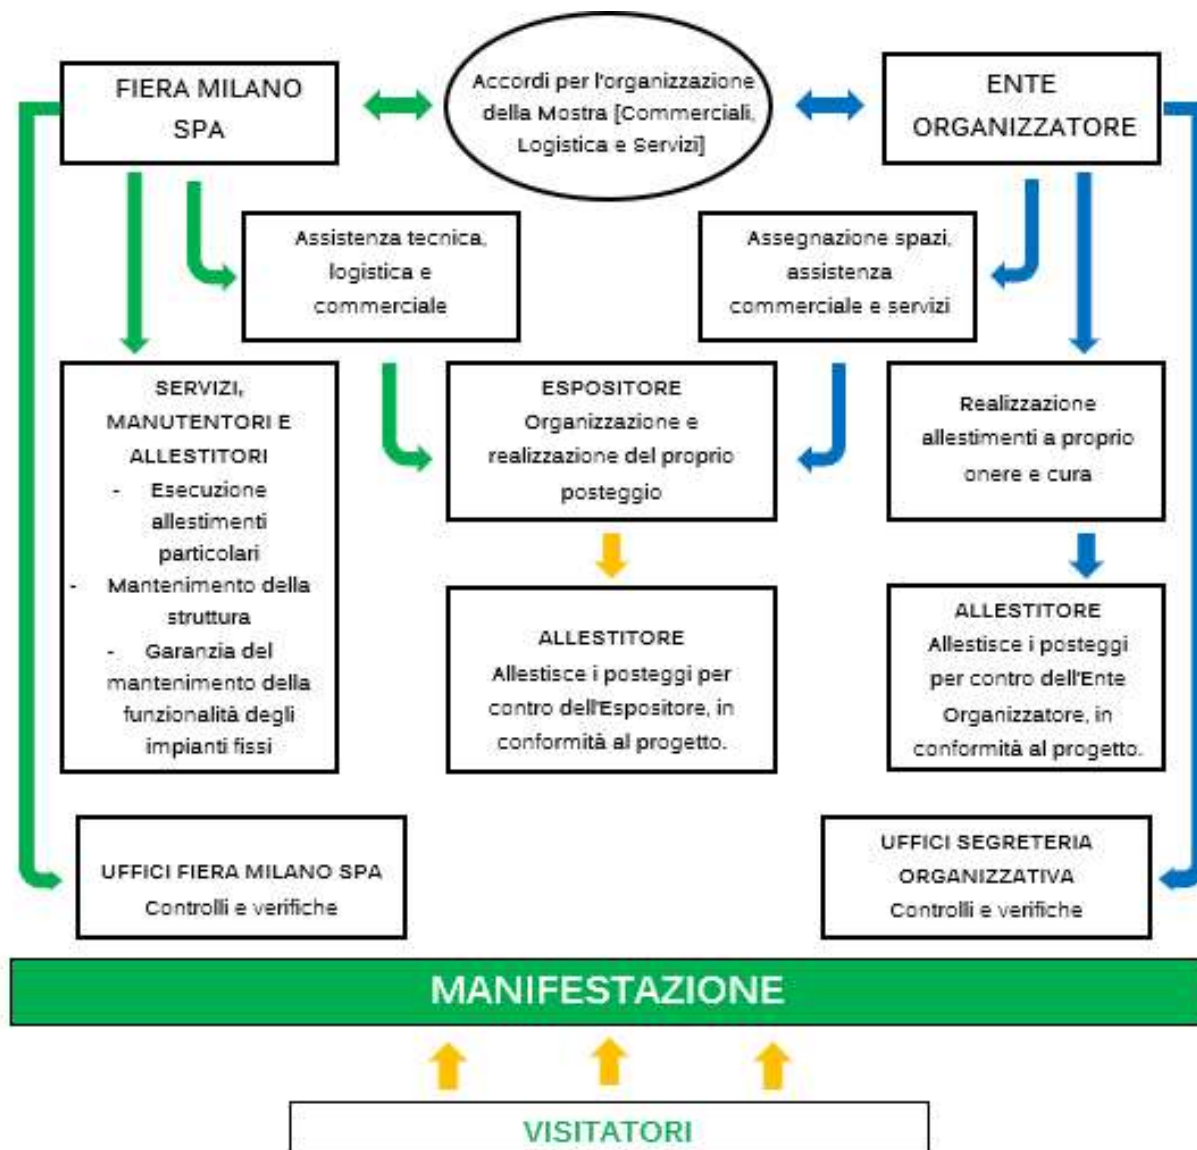 FIERA MILANO
SPA
Accordi per l'organizzazione
della Mostra [Commerciali,
Logistica e Servizi]
ENTE
ORGANIZZATORE
Assistenza tecnica,
logistica e
commerciale
Assegnazione spazi,
assistenza
commerciale e servizi
SERVIZI,
MANUTENTORI E
ALLESTITORI
- Esecuzione
allestimenti
particolari
- Mantenimento della
struttura
- Garanzia del
mantenimento della
funzionalità degli
impianti fissi
ESPOSITORE
Organizzazione e
realizzazione del proprio
posteggio
Realizzazione
allestimenti a proprio
onere e cura
ALLESTITORE
Allestisce i posteggi per
contro dell'Espositore, in
conformità al progetto.
ALLESTITORE
Allestisce i posteggi
per contro dell'Ente
Organizzatore, in
conformità al progetto.
UFFICI FIERA MILANO SPA
Controlli e verifiche
UFFICI SEGRETERIA
ORGANIZZATIVA
Controlli e verifiche
MANIFESTAZIONE
VISITATORI